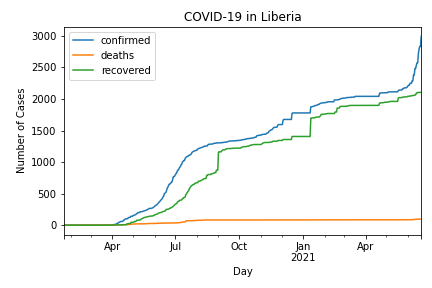 COVID-19 in Liberia
confirmed
deaths
recovered
Number of Cases
3000
2500
2000
1500
1000
500
0
Apr
Jul
Oct
Jan
2021
Apr
Day